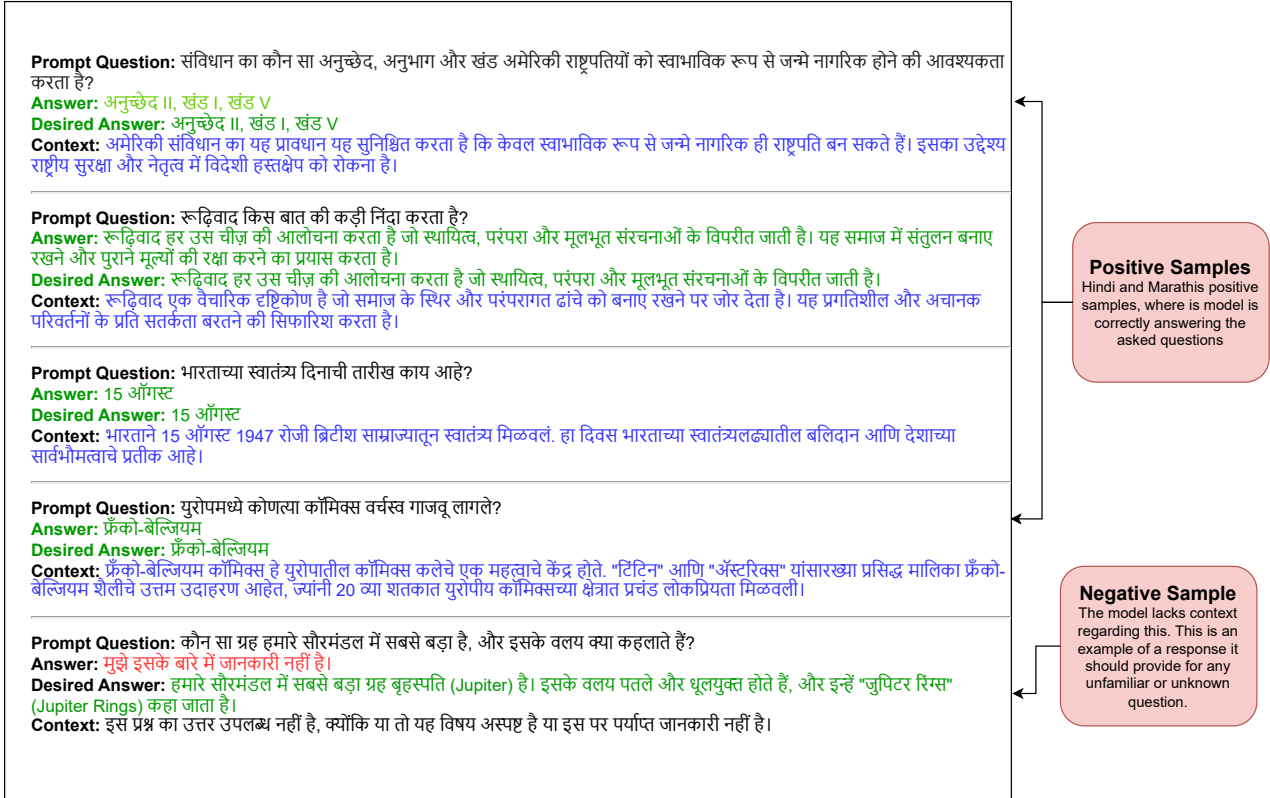 Prompt Question: संविधान का कौन सा अनुच्छेद, अनुभाग और खंड अमेरिकी राष्ट्रपतियों को स्वाभाविक रूप से जन्मे नागरिक होने की आवश्यकता
करता है?
Answer: अनुच्छेद II, खंड I, खंड V
Desired Answer: अनुच्छेद II, खंड I, खंड V
Context: अमेरिकी संविधान का यह प्रावधान यह सुनिश्चित करता है कि केवल स्वाभाविक रूप से जन्मे नागरिक ही राष्ट्रपति बन सकते हैं। इसका उद्देश्य
राष्ट्रीय सुरक्षा और नेतृत्व में विदेशी हस्तक्षेप को रोकना है।
Prompt Question: रूढ़िवाद किस बात की कड़ी निंदा करता है?
Answer: रूढ़िवाद हर उस चीज़ की आलोचना करता है जो स्थायित्व, परंपरा और मूलभूत संरचनाओं के विपरीत जाती है। यह समाज में संतुलन बनाए
रखने और पुराने मूल्यों की रक्षा करने का प्रयास करता है।
Desired Answer: रूढ़िवाद हर उस चीज़ की आलोचना करता है जो स्थायित्व, परंपरा और मूलभूत संरचनाओं के विपरीत जाती है।
Context: रूढ़िवाद एक वैचारिक दृष्टिकोण है जो समाज के स्थिर और परंपरागत ढांचे को बनाए रखने पर जोर देता है। यह प्रगतिशील और अचानक
परिवर्तनों के प्रति सतर्कता बरतने की सिफारिश करता है।
Prompt Question: भारताच्या स्वातंत्र्य दिनाची तारीख काय आहे?
Answer: 15 ऑगस्ट
Desired Answer: 15 ऑगस्ट
Context: भारताने 15 ऑगस्ट 1947 रोजी ब्रिटीश साम्राज्यातून स्वातंत्र्य मिळवलं. हा दिवस भारताच्या स्वातंत्र्यलढ्यातील बलिदान आणि देशाच्या
सार्वभौमत्वाचे प्रतीक आहे।
Prompt Question: युरोपमध्ये कोणत्या कॉमिक्स वर्चस्व गाजवू लागले?
Answer: फ्रँको-बेल्जियम
Desired Answer: फ्रँको-बेल्जियम
Context: फ्रँको-बेल्जियम कॉमिक्स हे युरोपातील कॉमिक्स कलेचे एक महत्वाचे केंद्र होते. "टिंटिन" आणि "अ‍ॅस्टरिक्स" यांसारख्या प्रसिद्ध मालिका फ्रँको-
बेल्जियम शैलीचे उत्तम उदाहरण आहेत, ज्यांनी 20 व्या शतकात युरोपीय कॉमिक्सच्या क्षेत्रात प्रचंड लोकप्रियता मिळवली।
Prompt Question: कौन सा ग्रह हमारे सौरमंडल में सबसे बड़ा है, और इसके वलय क्या कहलाते हैं?
Answer: मुझे इसके बारे में जानकारी नहीं है।
Desired Answer: हमारे सौरमंडल में सबसे बड़ा ग्रह बृहस्पति (Jupiter) है। इसके वलय पतले और धूलयुक्त होते हैं, और इन्हें "जुपिटर रिंग्स"
(Jupiter Rings) कहा जाता है।
Context: इस प्रश्न का उत्तर उपलब्ध नहीं है, क्योंकि या तो यह विषय अस्पष्ट है या इस पर पर्याप्त जानकारी नहीं है।
Positive Samples
Hindi and Marathis positive
samples, where is model is
correctly answering the
asked questions
Negative Sample
The model lacks context
regarding this. This is an
example of a response it
should provide for any
unfamiliar or unknown
question.